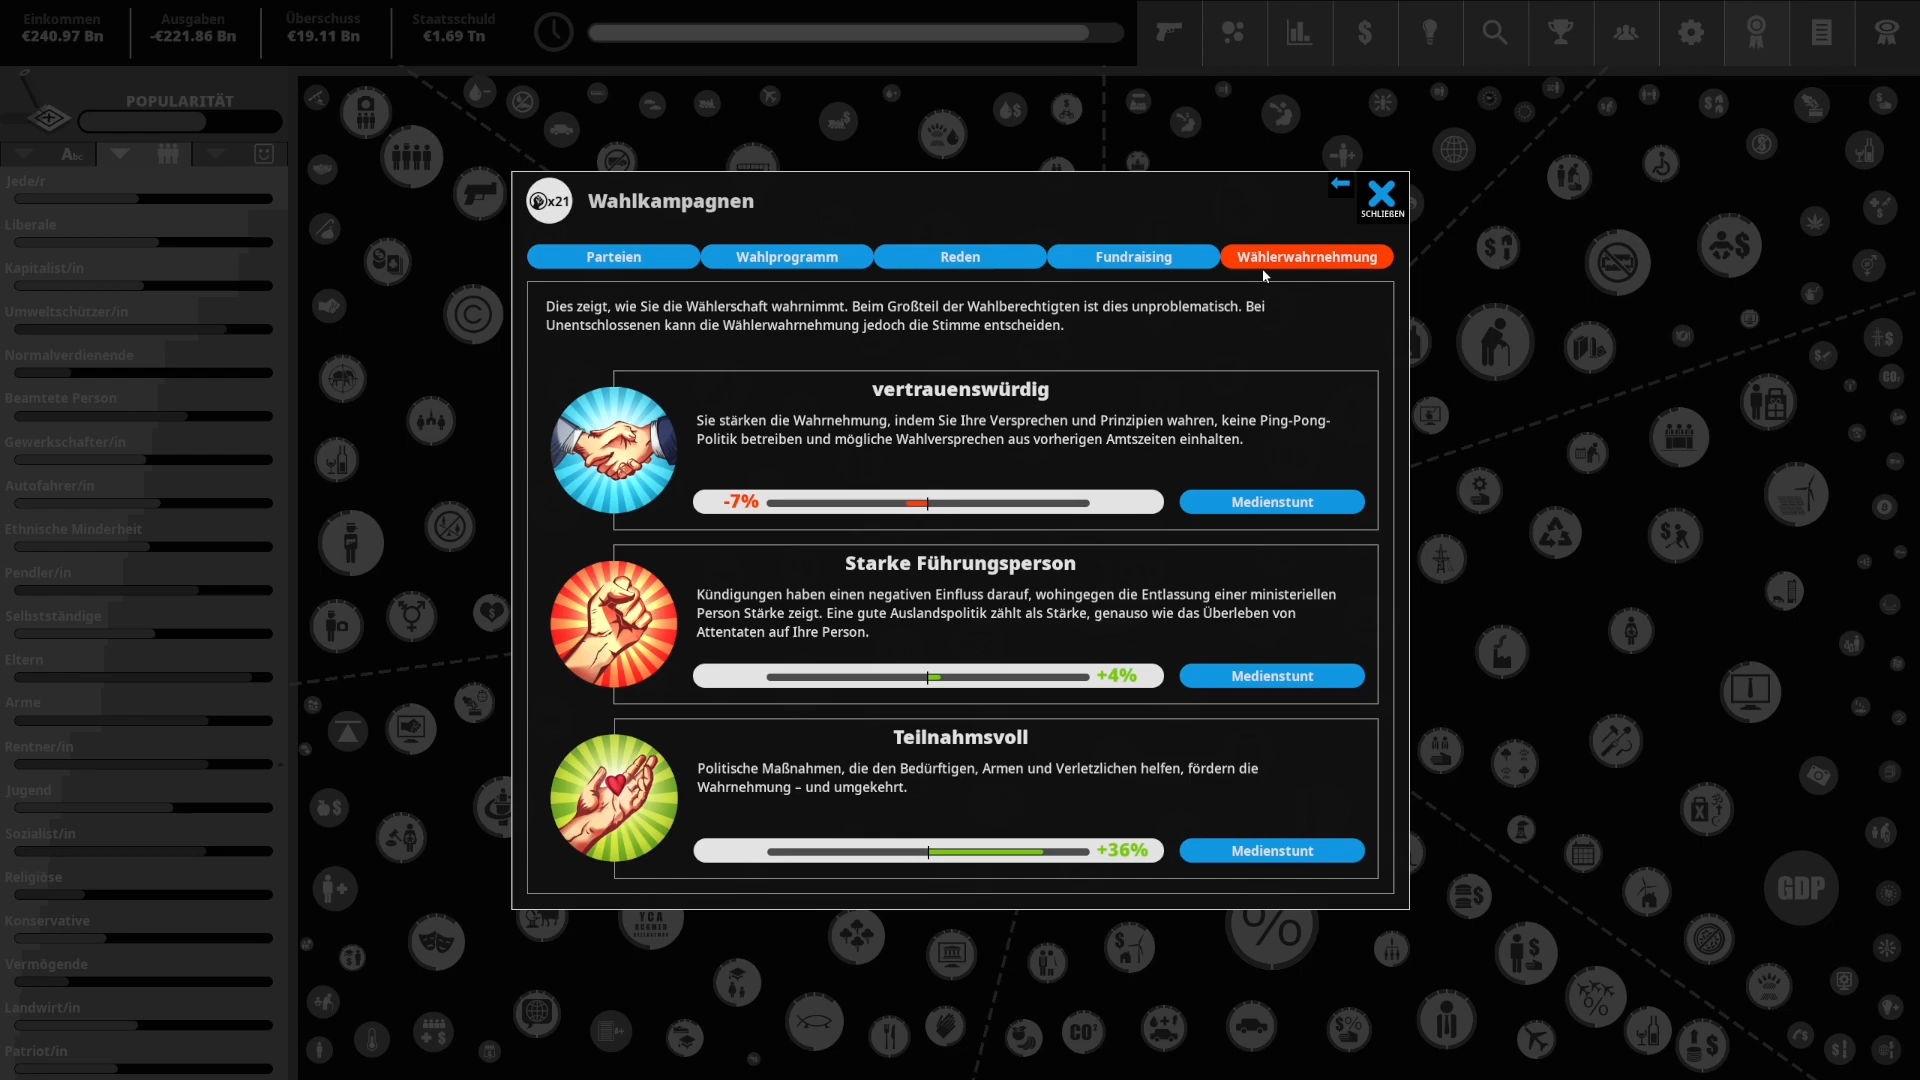 Einkommen
€240.97 Bn
Ausgaben
-€221.86 Bn
Überschuss
€19.11 Bn
Staatsschuld
€1.69 Tn
POPULARITÄT
Abc
Jede/r
Liberale
Kapitalist/in
Umweltschützer/in
Normalverdienende
Beamtete Person
Gewerkschafter/in
Autofahrer/in
Ethnische Minderheit
Pendler/in
Selbstständige
Eltern
Arme
Rentner/in
Jugend
Sozialist/in
Religiöse
Konservative
Vermögende
Landwirt/in
Patriot/in
x21
Wahlkampagnen
SCHLIEßEN
Parteien
Wahlprogramm
Reden
Fundraising
Wählerwahrnehmung
Dies zeigt, wie Sie die Wählerschaft wahrnimmt. Beim Großteil der Wahlberechtigten ist dies unproblematisch. Bei
Unentschlossenen kann die Wählerwahrnehmung jedoch die Stimme entscheiden.
vertrauenswürdig
Sie stärken die Wahrnehmung, indem Sie Ihre Versprechen und Prinzipien wahren, keine Ping-Pong-
Politik betreiben und mögliche Wahlversprechen aus vorherigen Amtszeiten einhalten.
-7%
Medienstunt
Starke Führungsperson
Kündigungen haben einen negativen Einfluss darauf, wohingegen die Entlassung einer ministeriellen
Person Stärke zeigt. Eine gute Auslandspolitik zählt als Stärke, genauso wie das Überleben von
Attentaten auf Ihre Person.
+4%
Medienstunt
Teilnahmsvoll
Politische Maßnahmen, die den Bedürftigen, Armen und Verletzlichen helfen, fördern die
Wahrnehmung – und umgekehrt.
+36%
Medienstunt
GDP
CO²